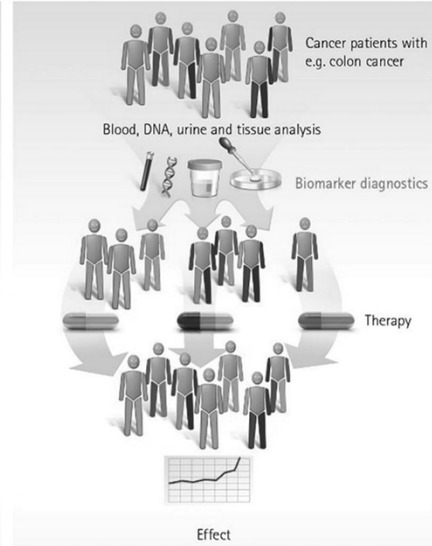 Cancer patients with
e.g. colon cancer
Blood, DNA, urine and tissue analysis
Biomarker diagnostics
Therapy
Effect